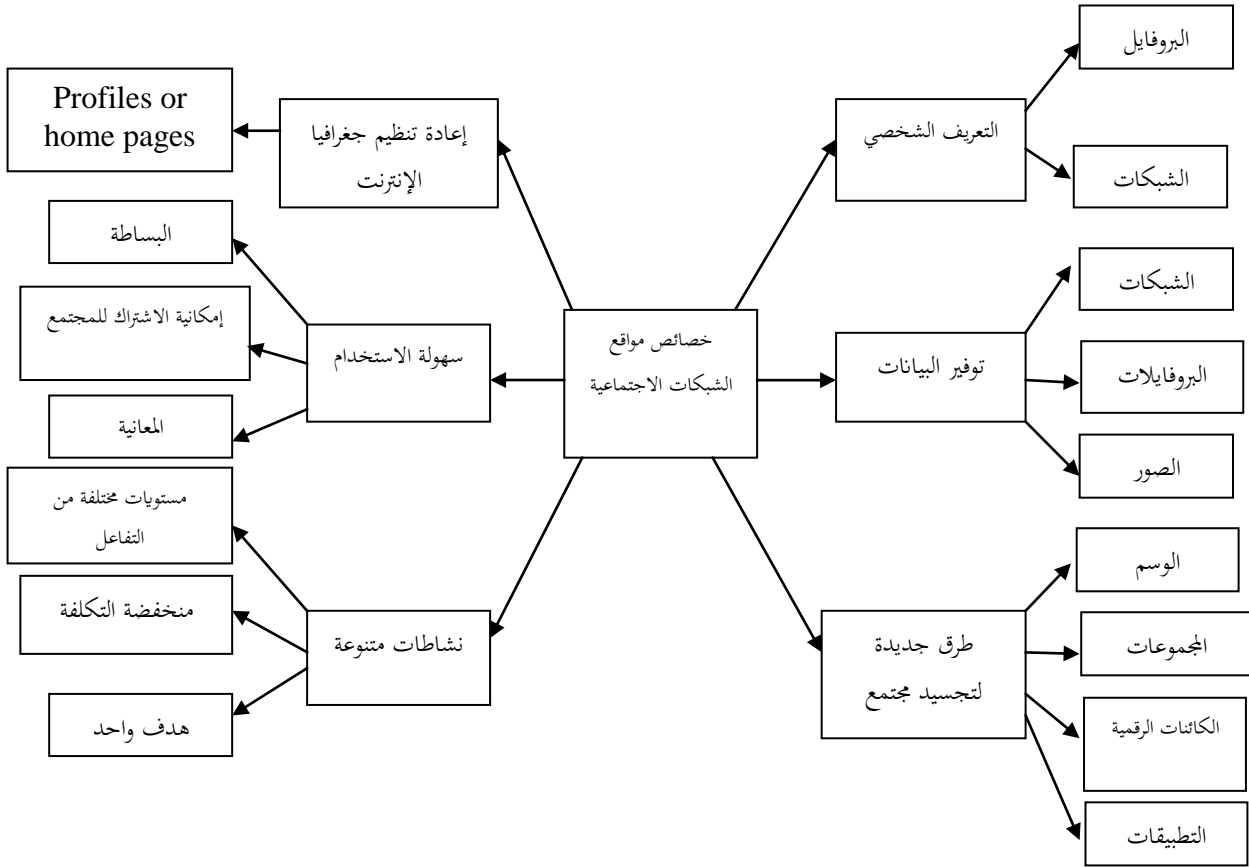 البروفايل
Profiles or
home pages
إعادة تنظيم جغرافيا
الإنترنت
التعريف الشخصي
الشبكات
البساطة
الشبكات
إمكانية الاشتراك للمجتمع
سهولة الاستخدام
خصائص مواقع
الشبكات الاجتماعية
توفير البيانات
البروفايلات
المعانية
الصور
مستويات مختلفة من
التفاعل
الوسم
منخفضة التكلفة
نشاطات متنوعة
طرق جديدة
لتجسيد مجتمع
المجموعات
هدف واحد
الكائنات الرقمية
التطبيقات